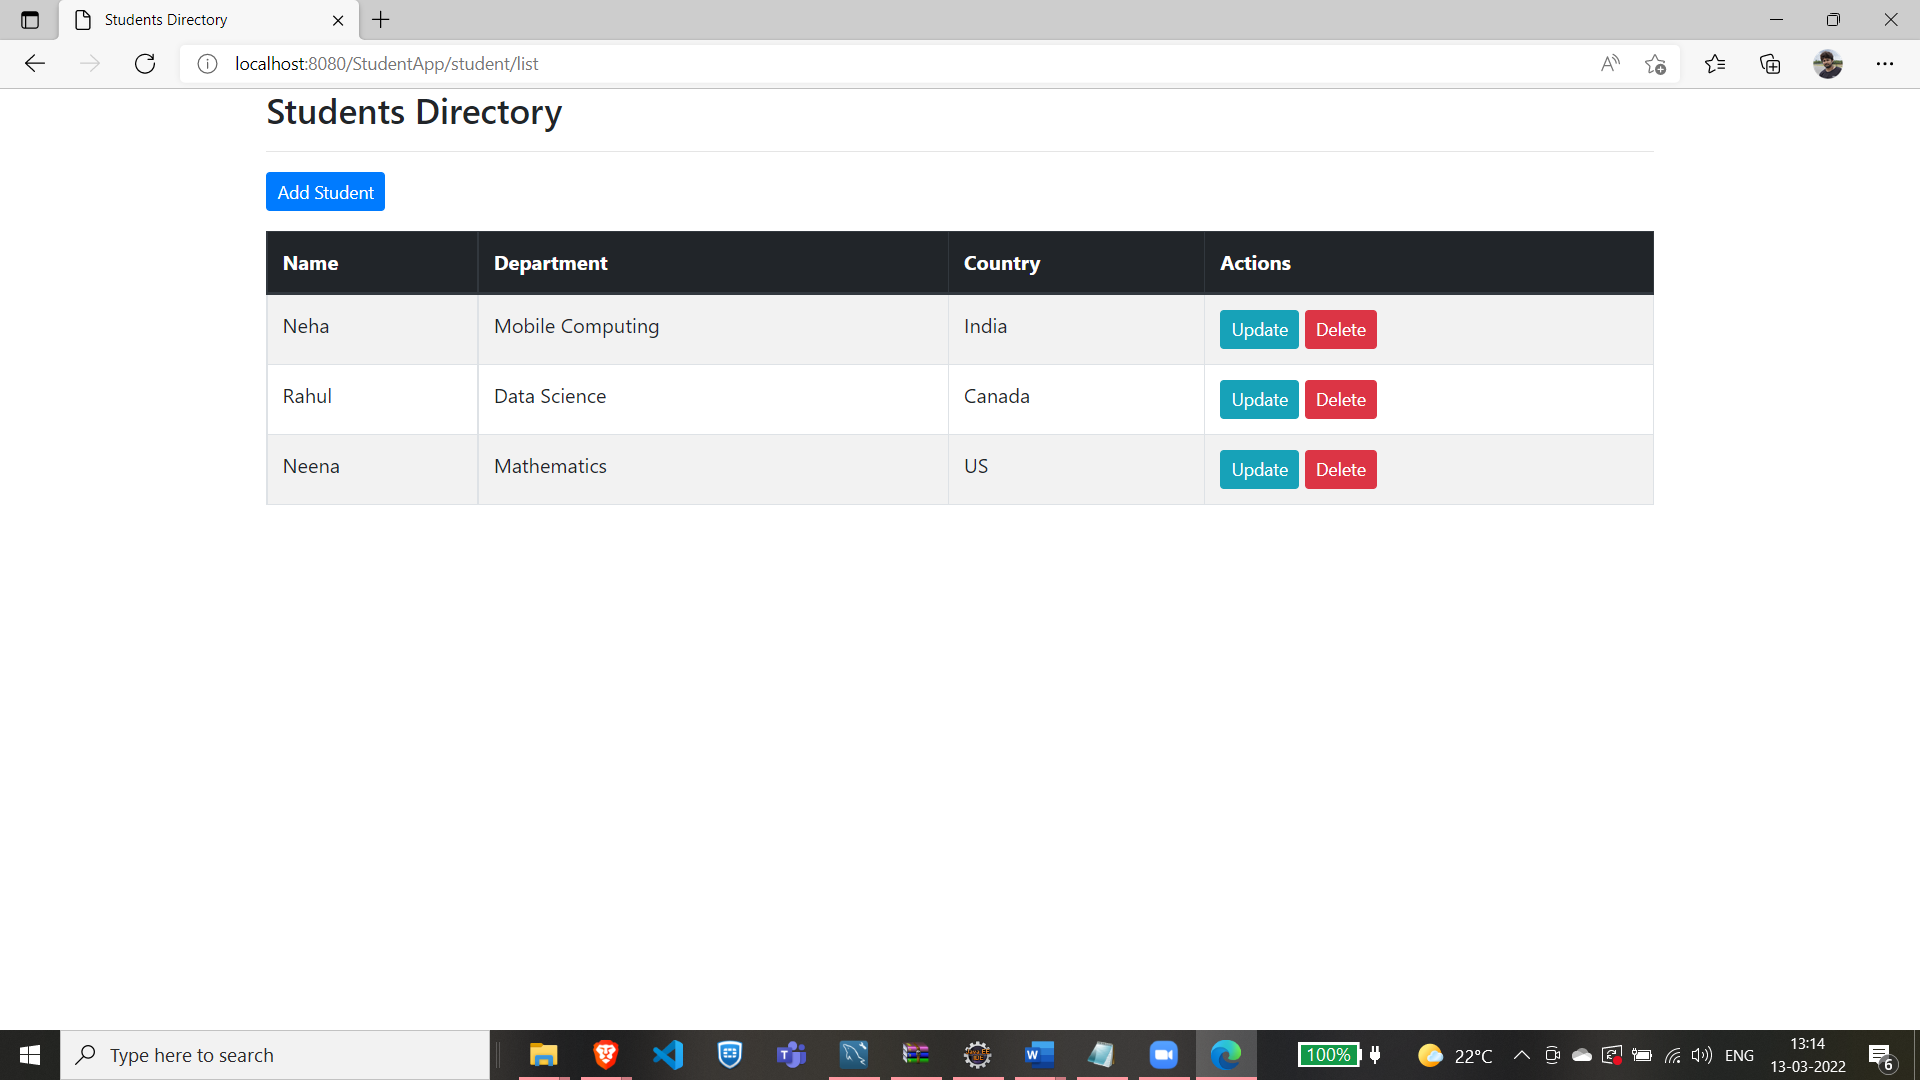 Students Directory
localhost:8080/StudentApp/student/list
Students Directory
Add Student
Name Department Country Actions
Neha Mobile Computing India Update Delete
Rahul Data Science Canada Update Delete
Neena Mathematics US Update Delete
Type here to search
100% 22°C ENG 13:14
13-03-2022
6